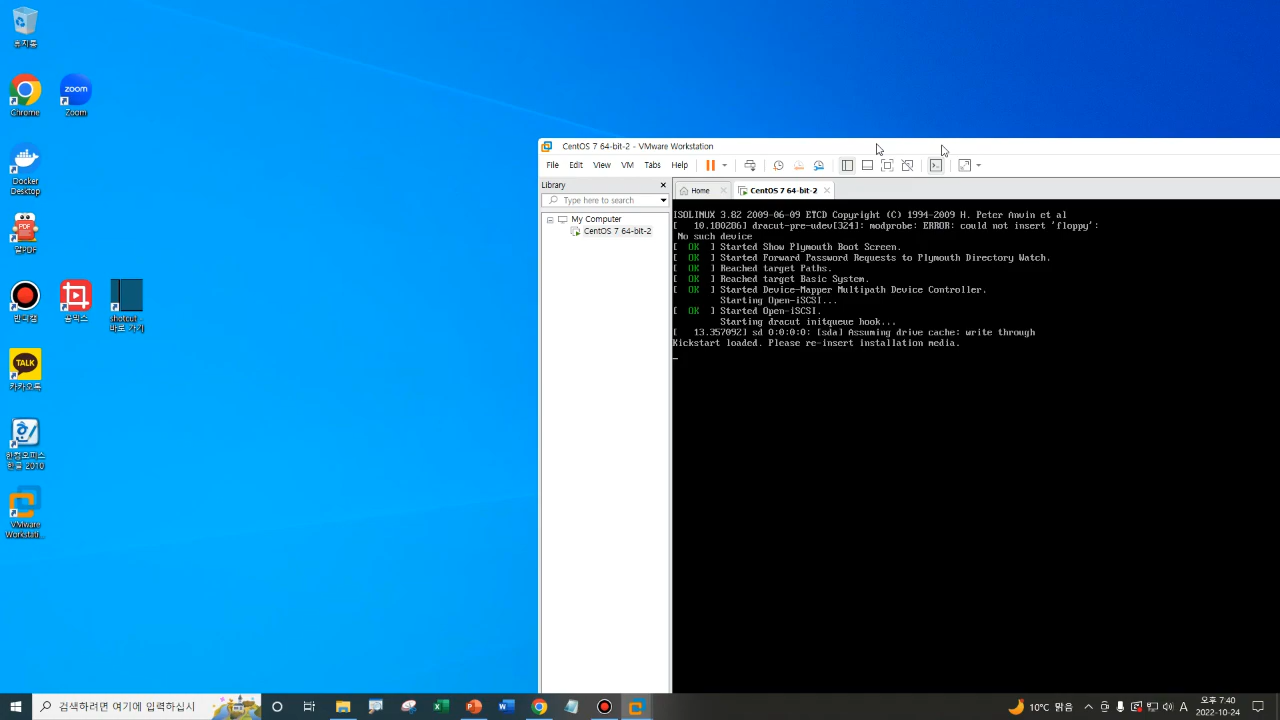 휴지통
Chrome
Zoom
zoom
Docker
Desktop
PDF
알PDF
반디캠
곰믹스
shotcut -
바로 가기
TALK
카카오톡
한컴오피스
한글 2010
VMware
Workstati...
CentOS 7 64-bit-2 - VMware Workstation
File Edit View VM Tabs Help
Library
Type here to search
My Computer
CentOS 7 64-bit-2
Home
CentOS 7 64-bit-2
ISOLINUX 3.82 2009-06-09 ETCD Copyright (C) 1994-2009 H. Peter Anvin et al
[ 10.180286] dracut-pre-udev[324]: modprobe: ERROR: could not insert 'floppy':
No such device
[ OK ] Started Show Plymouth Boot Screen.
[ OK ] Started Forward Password Requests to Plymouth Directory Watch.
[ OK ] Reached target Paths.
[ OK ] Reached target Basic System.
[ OK ] Started Device-Mapper Multipath Device Controller.
Starting Open-iSCSI...
[ OK ] Started Open-iSCSI.
Starting dracut initqueue hook...
[ 13.357092] sd 0:0:0:0: [sda] Assuming drive cache: write through
Kickstart loaded. Please re-insert installation media.
검색하려면 여기에 입력하십시
10°C 맑음
A
오후 7:40
2022-10-24